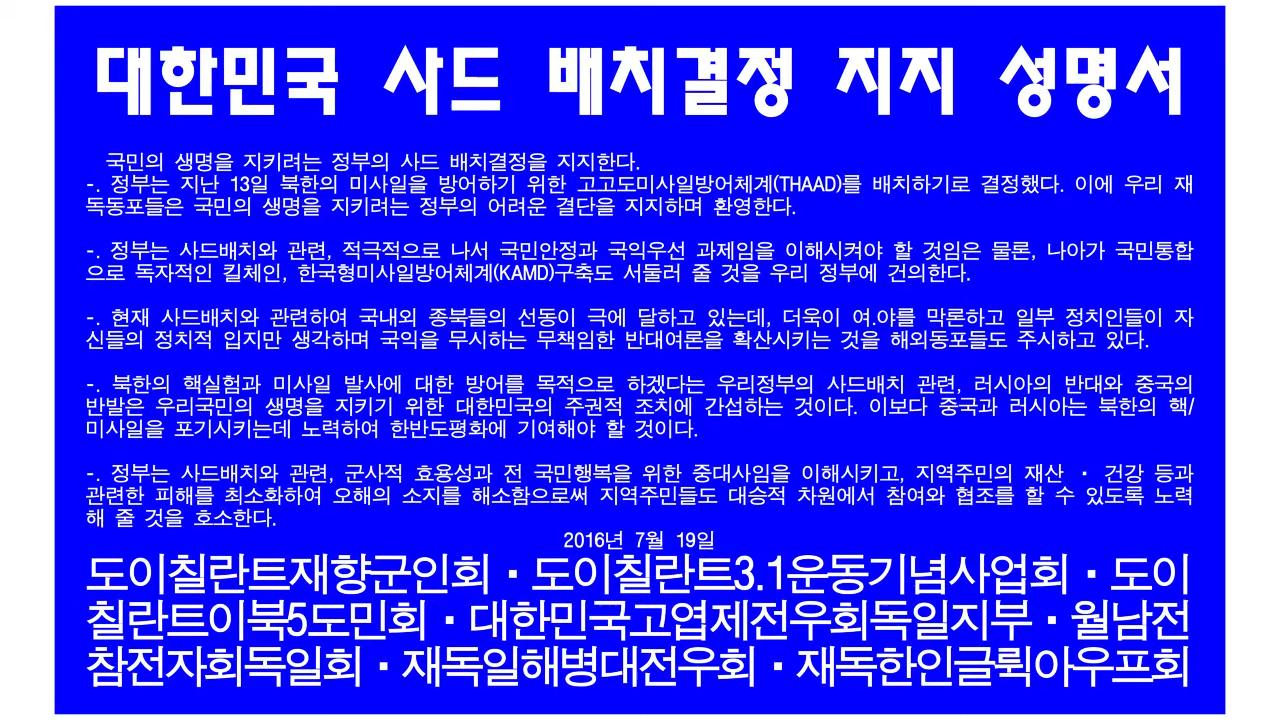 대한민국 사드 배치결정 지지 성명서
국민의 생명을 지키려는 정부의 사드 배치결정을 지지한다.
-. 정부는 지난 13일 북한의 미사일을 방어하기 위한 고고도미사일방어체계(THAAD)를 배치하기로 결정했다. 이에 우리 재
독동포들은 국민의 생명을 지키려는 정부의 어려운 결단을 지지하며 환영한다.
-. 정부는 사드배치와 관련, 적극적으로 나서 국민안정과 국익우선 과제임을 이해시켜야 할 것임은 물론, 나아가 국민통합
으로 독자적인 킬체인, 한국형미사일방어체계(KAMD)구축도 서둘러 줄 것을 우리 정부에 건의한다.
-. 현재 사드배치와 관련하여 국내외 종북들의 선동이 극에 달하고 있는데, 더욱이 여.야를 막론하고 일부 정치인들이 자
신들의 정치적 입지만 생각하며 국익을 무시하는 무책임한 반대여론을 확산시키는 것을 해외동포들도 주시하고 있다.
-. 북한의 핵실험과 미사일 발사에 대한 방어를 목적으로 하겠다는 우리정부의 사드배치 관련, 러시아의 반대와 중국의
반발은 우리국민의 생명을 지키기 위한 대한민국의 주권적 조치에 간섭하는 것이다. 이보다 중국과 러시아는 북한의 핵/
미사일을 포기시키는데 노력하여 한반도평화에 기여해야 할 것이다.
-. 정부는 사드배치와 관련, 군사적 효용성과 전 국민행복을 위한 중대사임을 이해시키고, 지역주민의 재산 · 건강 등과
관련한 피해를 최소화하여 오해의 소지를 해소함으로써 지역주민들도 대승적 차원에서 참여와 협조를 할 수 있도록 노력
해 줄 것을 호소한다.
2016년 7월 19일
도이칠란트재향군인회 · 도이칠란트3.1운동기념사업회 · 도이
칠란트이북5도민회 · 대한민국고엽제전우회독일지부 · 월남전
참전자회독일회 · 재독일해병대전우회 · 재독한인글뤽아우프회